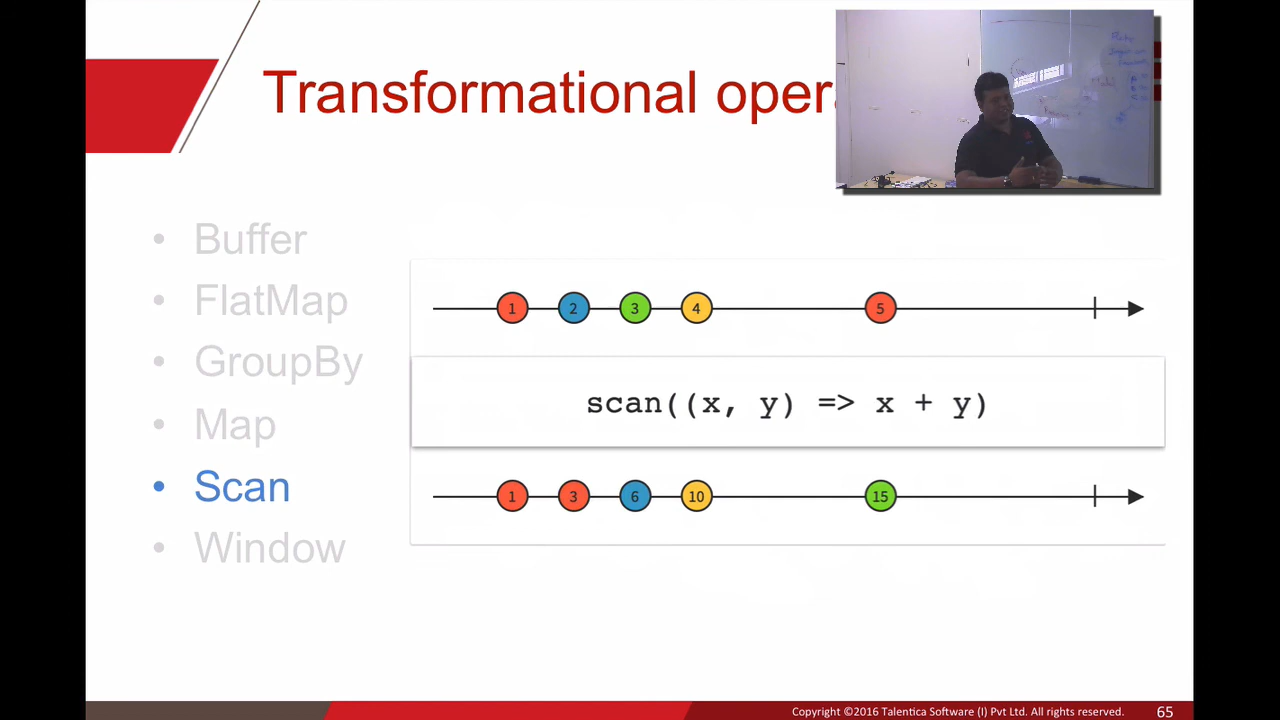 Transformational oper
• Buffer
• FlatMap
• GroupBy
• Map
• Scan
• Window
1 2 3 4 5
scan((x, y) => x + y)
1 3 6 10 15
Copyright ©2016 Talentica Software (I) Pvt Ltd. All rights reserved. 65